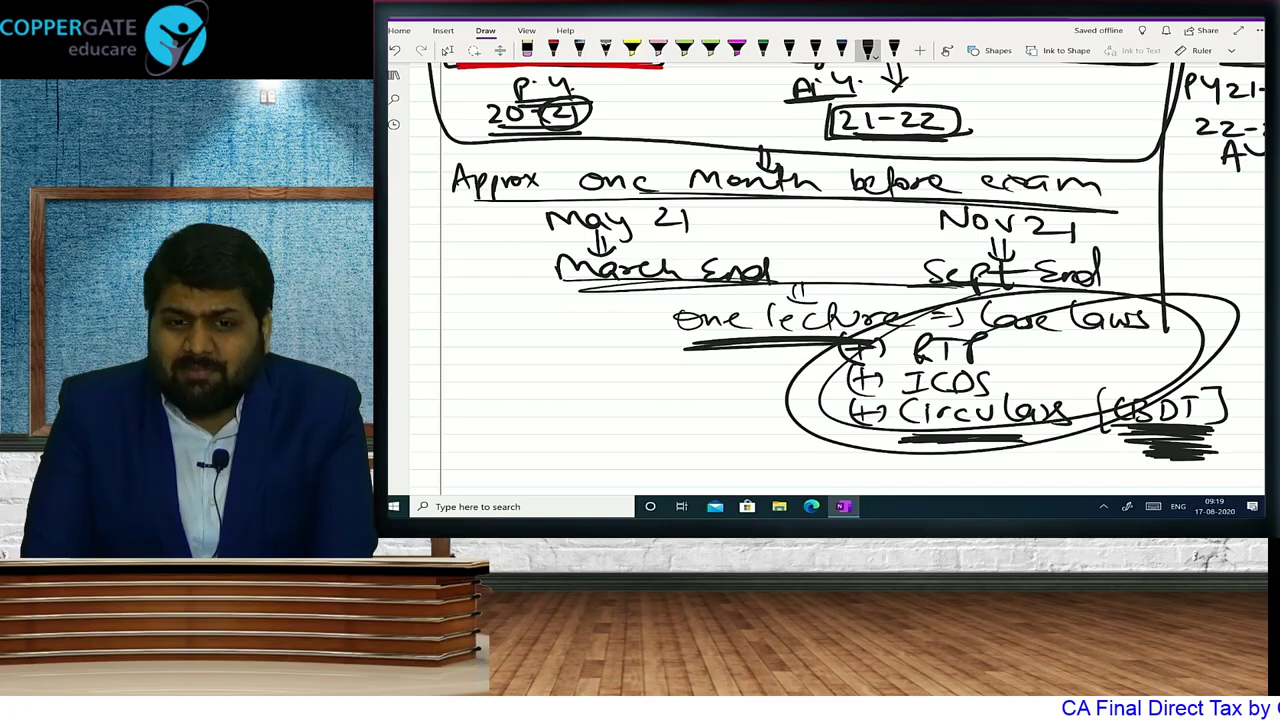 COPPERGATE
educare
Home Insert Draw View Help
Saved offline
Share
Shapes
Ink to Shape
Ink to Text
Ruler
P.Y.
20-21
A.Y.
21-22
PY 21-
22-
Approx one Month before exam
May 21
Nov 21
March End
Sept End
one lecture => Case Laws
(+) RTP
(+) ICDS
(+) Circulars [CBDT]
Type here to search
ENG
09:19
17-08-2020
CA Final Direct Tax by